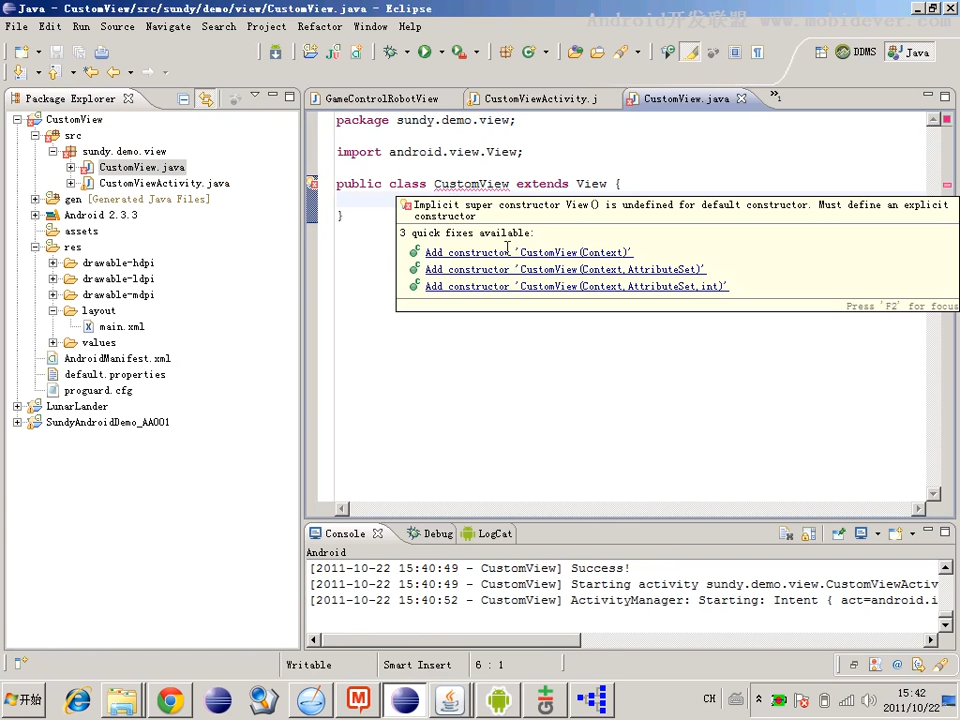 Java - CustomView/src/sundy/demo/view/CustomView.java - Eclipse
Android开发联盟 www.mobidever.com
File Edit Run Source Navigate Search Project Refactor Window Help
DDMS
Java
Package Explorer
GameControlRobotView
CustomViewActivity.j
CustomView.java
»1
CustomView
src
sundy.demo.view
CustomView.java
CustomViewActivity.java
gen [Generated Java Files]
Android 2.3.3
assets
res
drawable-hdpi
drawable-ldpi
drawable-mdpi
layout
main.xml
values
AndroidManifest.xml
default.properties
proguard.cfg
LunarLander
SundyAndroidDemo_AA001
package sundy.demo.view;
import android.view.View;
public class CustomView extends View {
}
Implicit super constructor View() is undefined for default constructor. Must define an explicit
constructor
3 quick fixes available:
Add constructor 'CustomView(Context)'
Add constructor 'CustomView(Context,AttributeSet)'
Add constructor 'CustomView(Context,AttributeSet,int)'
Press 'F2' for focus
Console
Debug
LogCat
Android
[2011-10-22 15:40:49 - CustomView] Success!
[2011-10-22 15:40:49 - CustomView] Starting activity sundy.demo.view.CustomViewActiv
[2011-10-22 15:40:52 - CustomView] ActivityManager: Starting: Intent { act=android.i
Writable
Smart Insert
6 : 1
开始
CH
15:42
2011/10/22